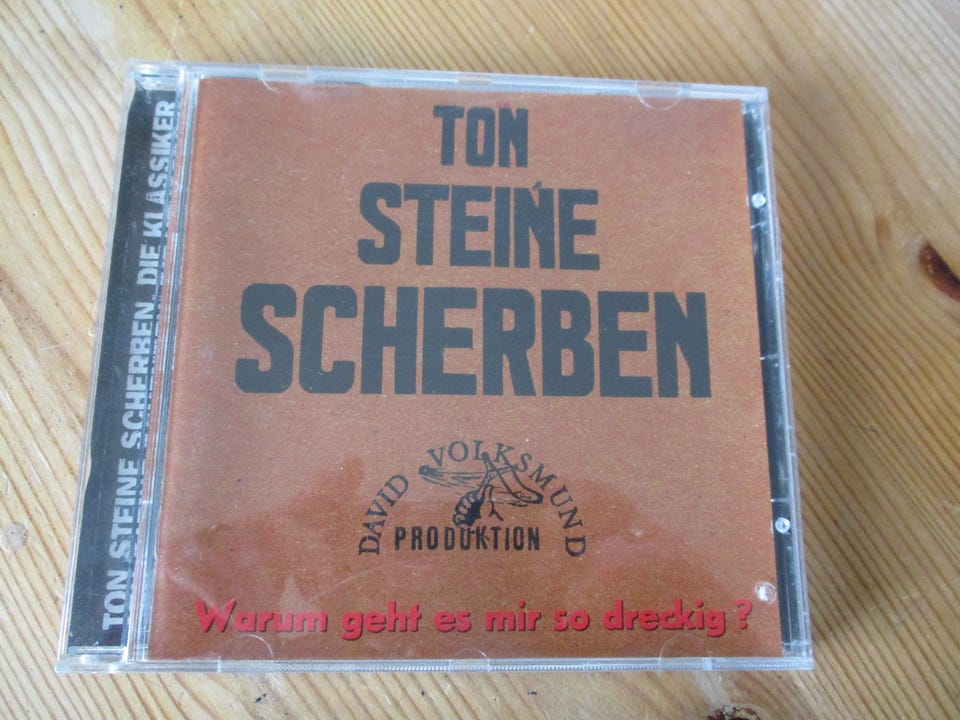 TON STEINE SCHERBEN. DIE KLASSIKER
TON
STEINE
SCHERBEN
DAVID VOLKSMUND
PRODUKTION
Warum geht es mir so dreckig?